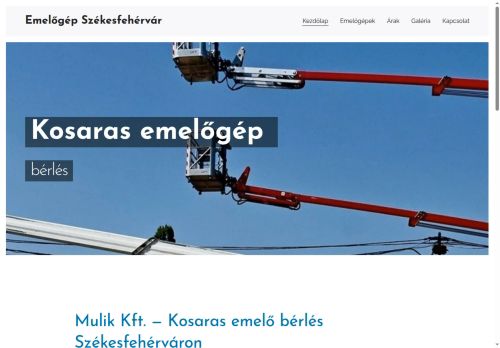 Emelőgép Székesfehérvár
Kezdőlap Emelőgépek Árak Galéria Kapcsolat
Kosaras emelőgép
bérlés
Mulik Kft. – Kosaras emelő bérlés
Székesfehérváron